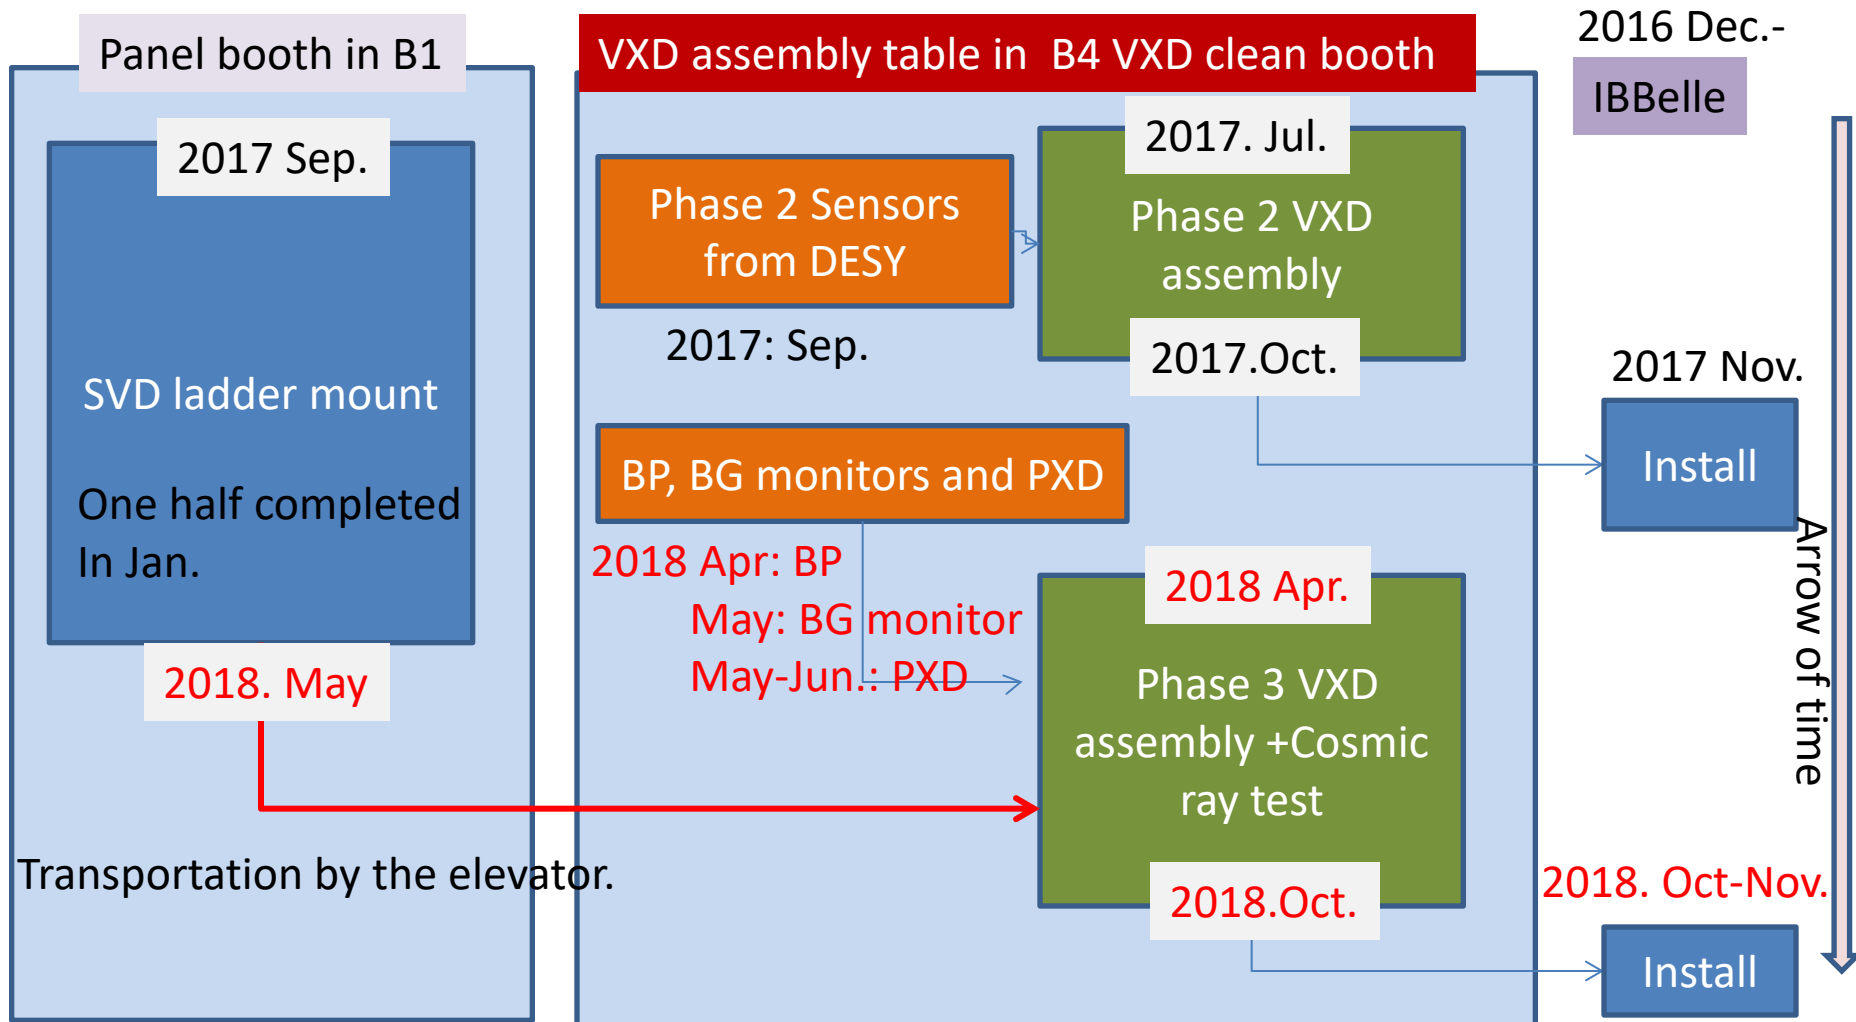 Panel booth in B1
2017 Sep.
SVD ladder mount
One half completed
In Jan.
2018. May
Transportation by the elevator.
VXD assembly table in  B4 VXD clean booth
Phase 2 Sensors
from DESY
2017: Sep.
2017. Jul.
Phase 2 VXD
assembly
2017.Oct.
BP, BG monitors and PXD
2018 Apr: BP
May: BG monitor
May-Jun.: PXD
2018 Apr.
Phase 3 VXD
assembly +Cosmic
ray test
2018.Oct.
2016 Dec.-
IBBelle
2017 Nov.
Install
Arrow of time
2018. Oct-Nov.
Install